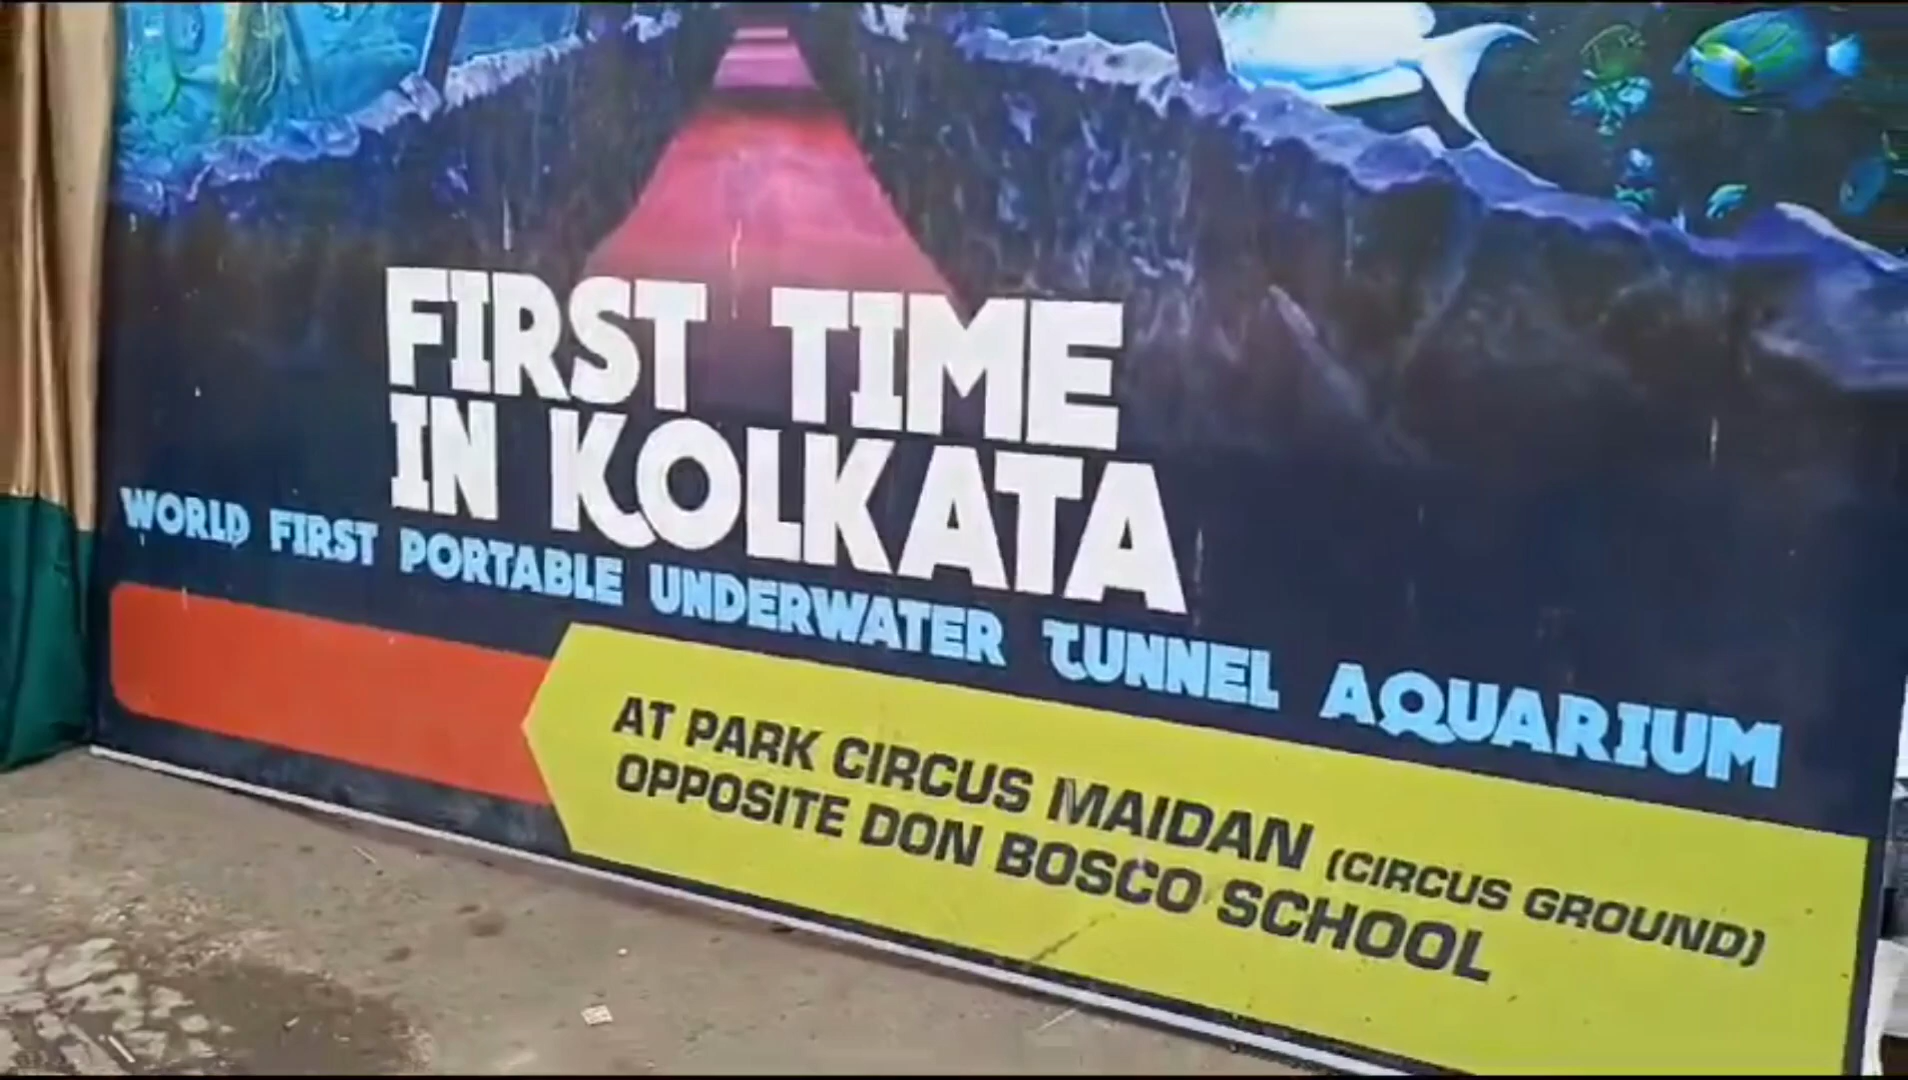 FIRST TIME
IN KOLKATA
WORLD FIRST PORTABLE UNDERWATER TUNNEL AQUARIUM
AT PARK CIRCUS MAIDAN (CIRCUS GROUND)
OPPOSITE DON BOSCO SCHOOL